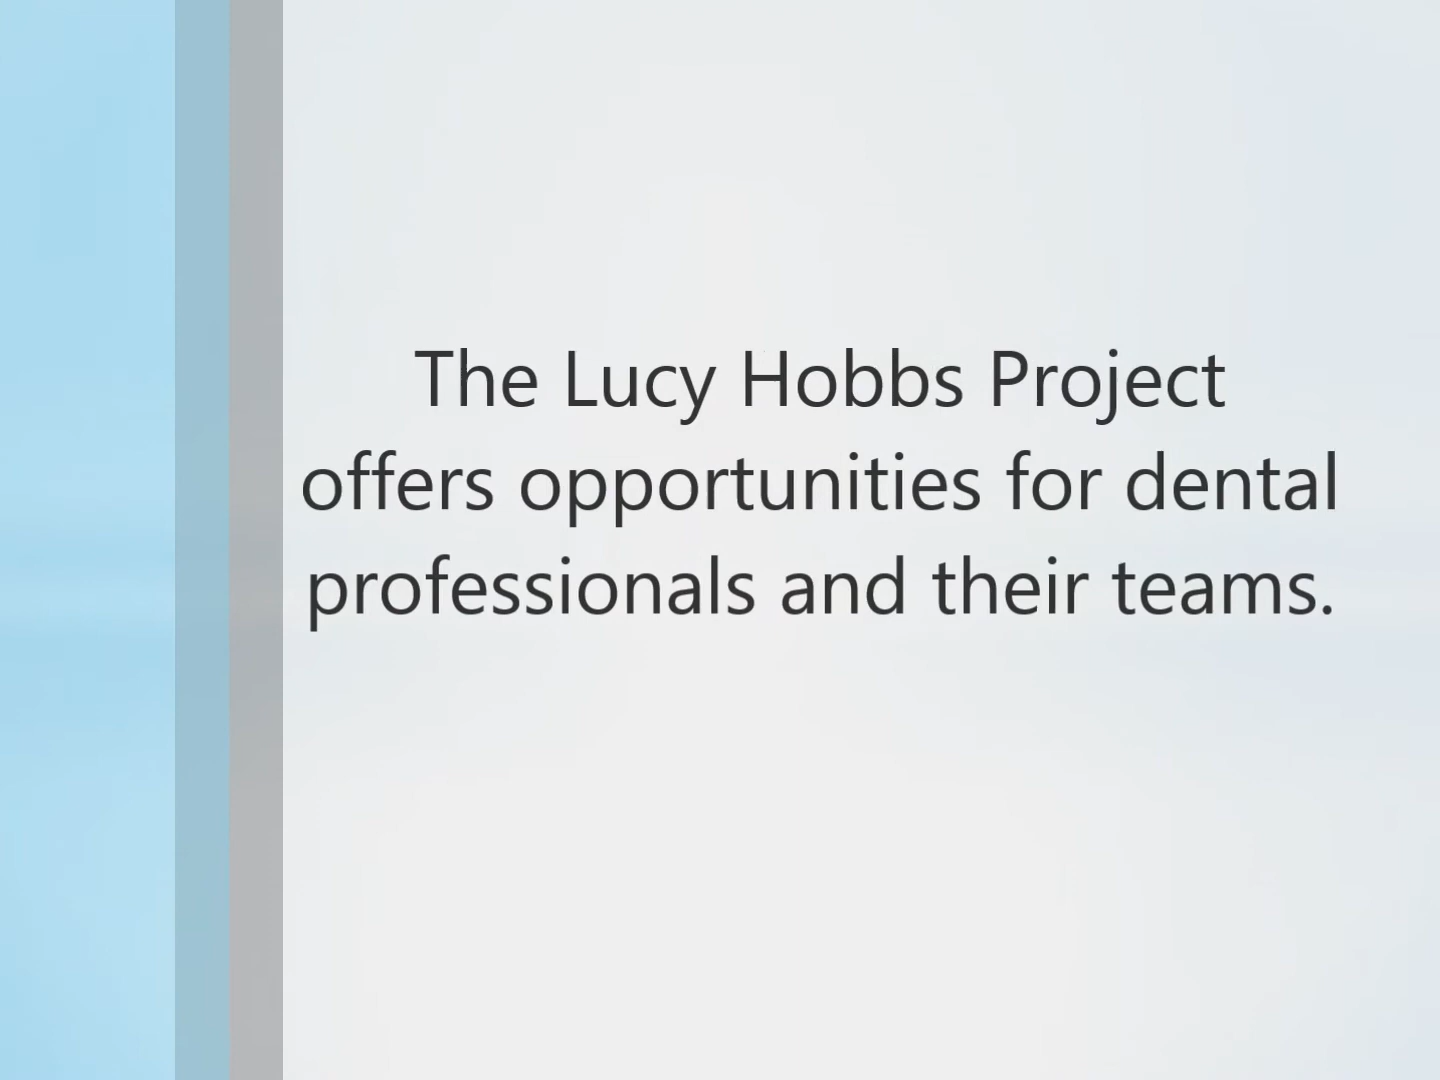 The Lucy Hobbs Project
offers opportunities for dental
professionals and their teams.